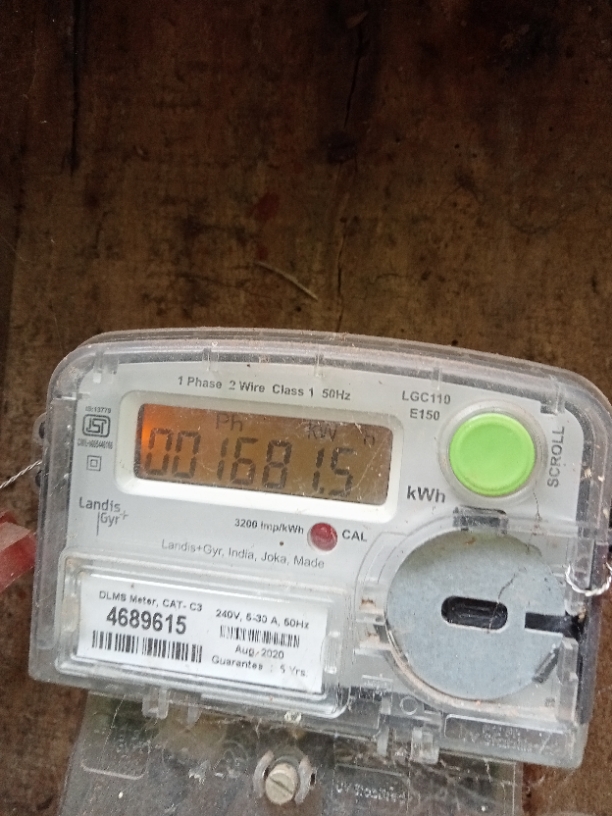 1 Phase 2 Wire Class 1 50Hz
LGC110
E150
IS:13779
Ph kW h
001681.5
kWh
SCROLL
Landis
Gyr+
3200 Imp/kWh
CAL
Landis+Gyr, India, Joka, Made
DLMS Meter, CAT- C3
4689615
240V, 5-30 A, 50Hz
Aug-2020
Guarantee : 5 Yrs.